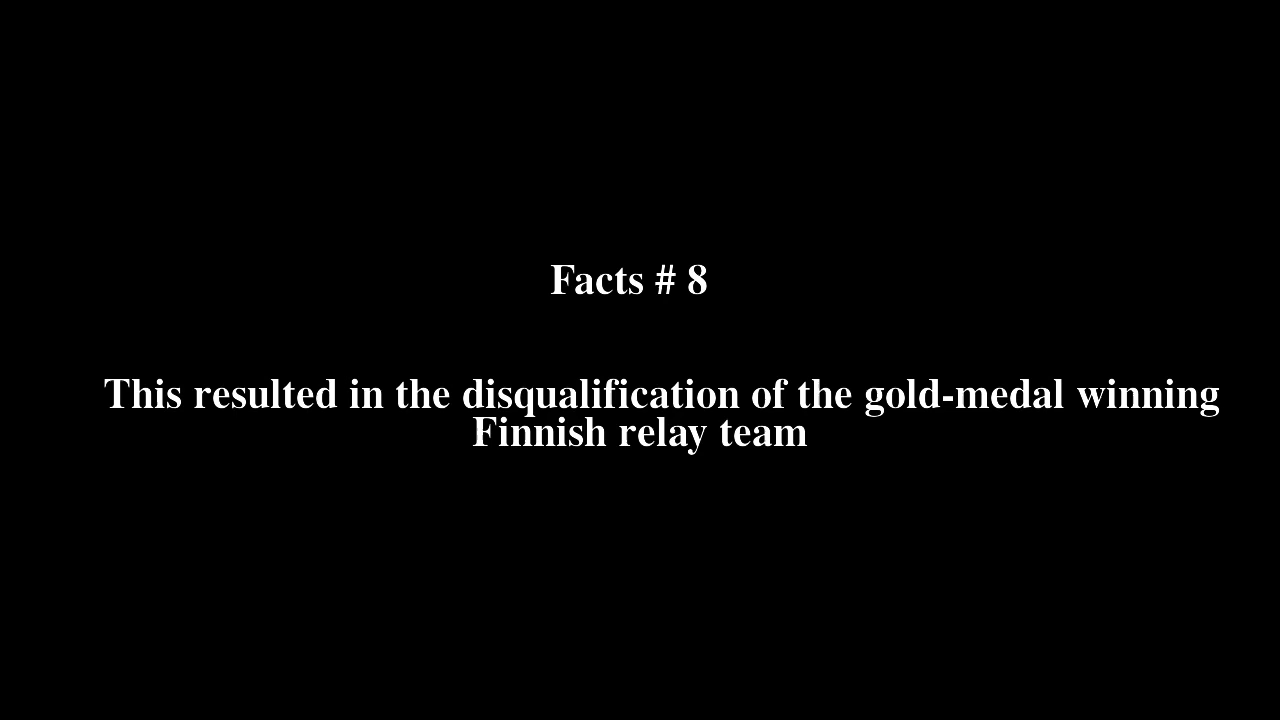 Facts # 8
This resulted in the disqualification of the gold-medal winning
Finnish relay team